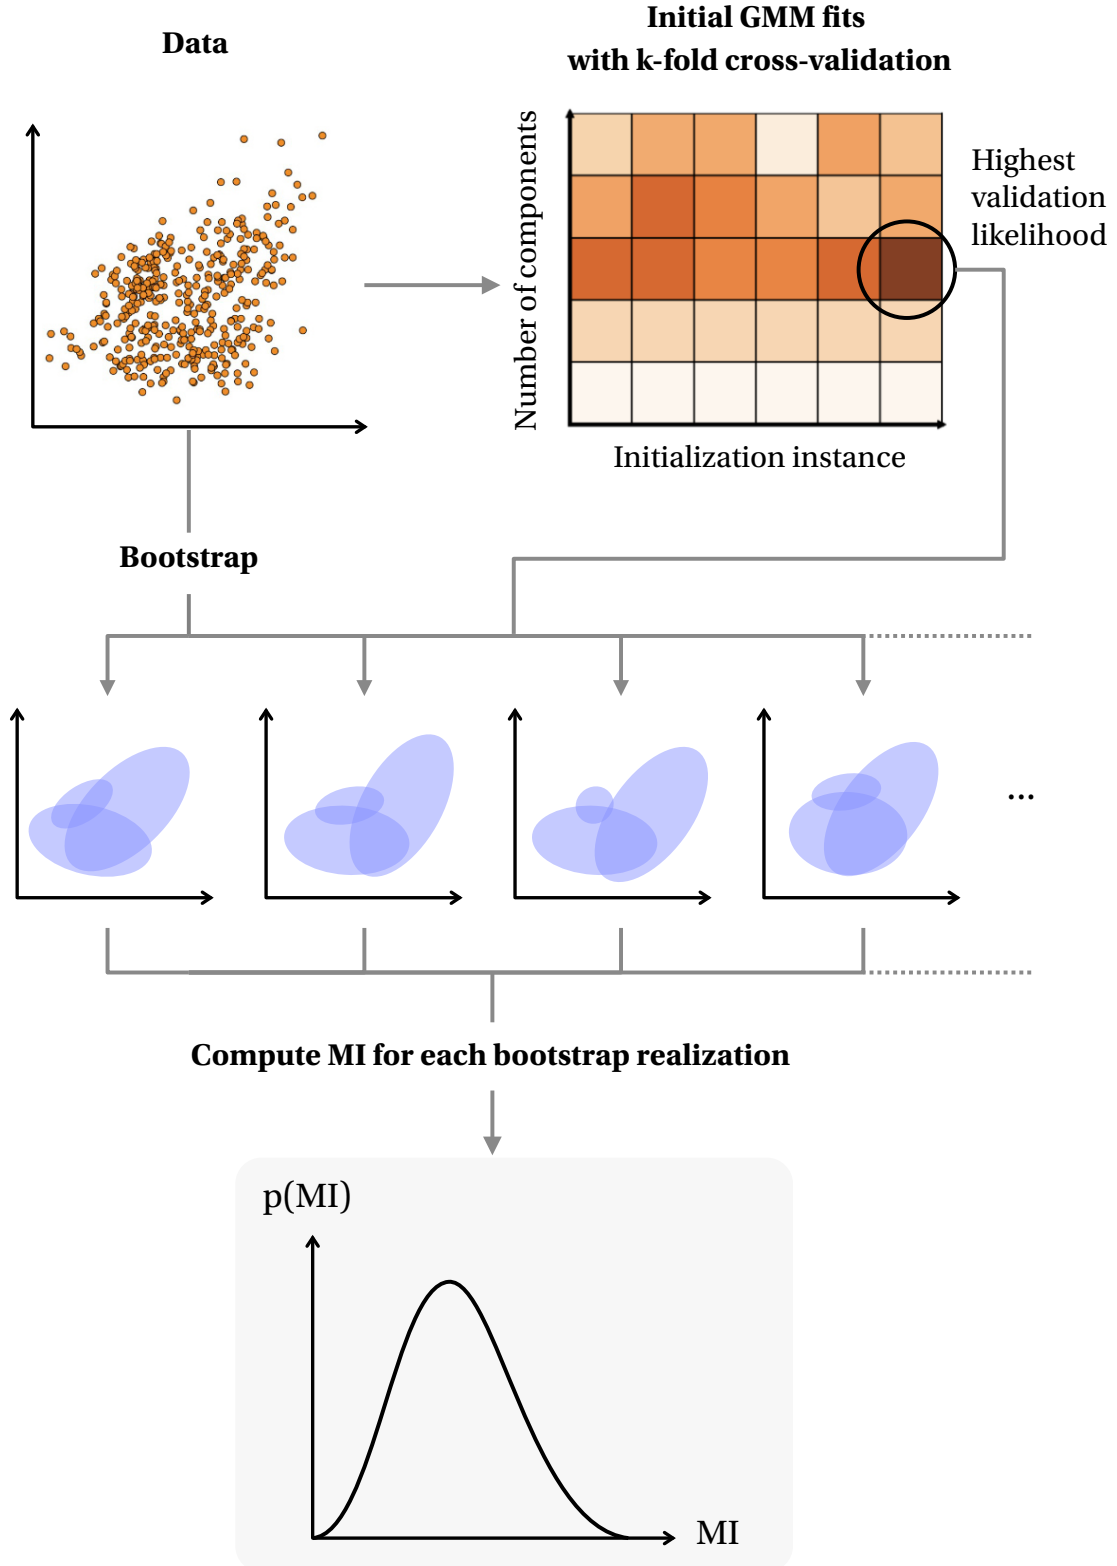 Data
Initial GMM fits
with k-fold cross-validation
Number of components
Highest
validation
likelihood
Initialization instance
Bootstrap
...
Compute MI for each bootstrap realization
p(MI)
MI